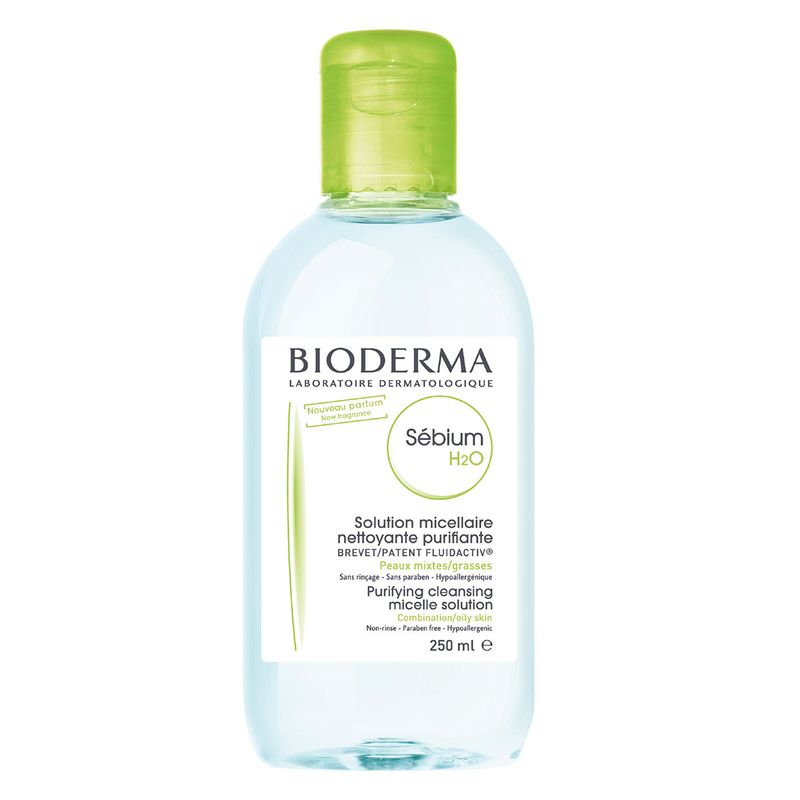 BIODERMA
LABORATOIRE DERMATOLOGIQUE
Nouveau parfum
New fragrance
Sébium
H2O
Solution micellaire
nettoyante purifiante
BREVET/PATENT FLUIDACTIV®
Peaux mixtes/grasses
Sans rinçage - Sans paraben - Hypoallergénique
Purifying cleansing
micelle solution
Combination/oily skin
Non-rinse - Paraben free - Hypoallergenic
250 ml ℮